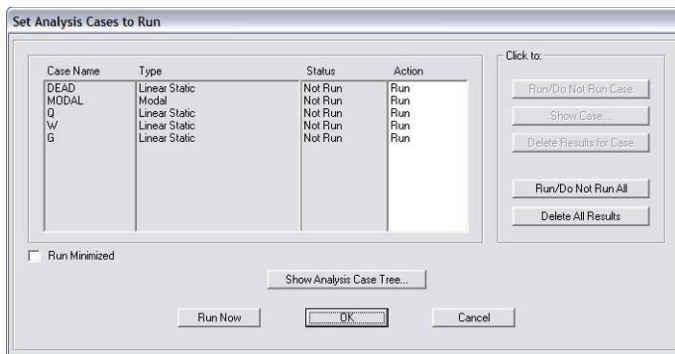 Set Analysis Cases to Run
Case Name Type Status Action
DEAD Linear Static Not Run Run
MODAL Modal Not Run Run
Q Linear Static Not Run Run
W Linear Static Not Run Run
G Linear Static Not Run Run
Click to:
Run/Do Not Run Case
Show Case...
Delete Results for Case
Run/Do Not Run All
Delete All Results
Run Minimized
Show Analysis Case Tree...
Run Now OK Cancel